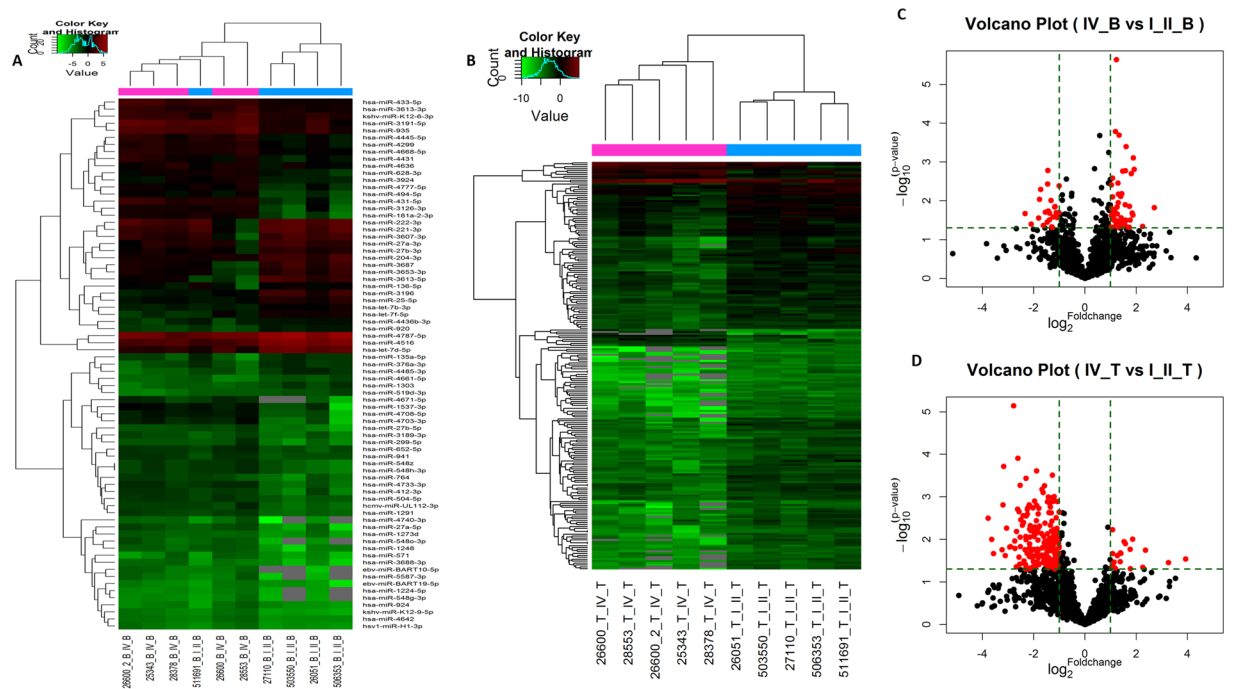 A
Color Key
and Histogram
Count
0 20
-5 0 5
Value
hsa-miR-433-5p
hsa-miR-3613-3p
kshv-miR-K12-6-3p
hsa-miR-3191-5p
hsa-miR-935
hsa-miR-4445-5p
hsa-miR-4299
hsa-miR-4668-5p
hsa-miR-4431
hsa-miR-4636
hsa-miR-628-3p
hsa-miR-3924
hsa-miR-4777-5p
hsa-miR-494-5p
hsa-miR-431-5p
hsa-miR-3126-3p
hsa-miR-181a-2-3p
hsa-miR-222-3p
hsa-miR-221-3p
hsa-miR-3607-3p
hsa-miR-27a-3p
hsa-miR-27b-3p
hsa-miR-204-3p
hsa-miR-3687
hsa-miR-3653-3p
hsa-miR-3613-5p
hsa-miR-136-5p
hsa-miR-3196
hsa-miR-25-5p
hsa-let-7b-3p
hsa-let-7f-5p
hsa-miR-4436b-3p
hsa-miR-920
hsa-miR-4787-5p
hsa-miR-4516
hsa-let-7d-5p
hsa-miR-135a-5p
hsa-miR-376a-3p
hsa-miR-4485-3p
hsa-miR-4661-5p
hsa-miR-1303
hsa-miR-519d-3p
hsa-miR-4671-5p
hsa-miR-1537-3p
hsa-miR-4708-5p
hsa-miR-4703-3p
hsa-miR-27b-5p
hsa-miR-3189-3p
hsa-miR-299-5p
hsa-miR-652-5p
hsa-miR-941
hsa-miR-548z
hsa-miR-548h-3p
hsa-miR-764
hsa-miR-4733-3p
hsa-miR-412-3p
hsa-miR-504-5p
hcmv-miR-UL112-3p
hsa-miR-1291
hsa-miR-4740-3p
hsa-miR-27a-5p
hsa-miR-1273d
hsa-miR-548o-3p
hsa-miR-1248
hsa-miR-571
hsa-miR-3688-3p
ebv-miR-BART10-5p
hsa-miR-5587-3p
ebv-miR-BART19-5p
hsa-miR-1224-5p
hsa-miR-548g-3p
hsa-miR-924
kshv-miR-K12-9-5p
hsa-miR-4642
hsv1-miR-H1-3p
26600_2_B_IV_B
25343_B_IV_B
28378_B_IV_B
511691_B_I_II_B
26600_B_IV_B
28553_B_IV_B
27110_B_I_II_B
503550_B_I_II_B
26051_B_I_II_B
506353_B_I_II_B
B
Color Key
and Histogram
Count
0
-10 0
Value
26600_T_IV_T
28553_T_IV_T
26600_2_T_IV_T
25343_T_IV_T
28378_T_IV_T
26051_T_I_II_T
503550_T_I_II_T
27110_T_I_II_T
506353_T_I_II_T
511691_T_I_II_T
C
Volcano Plot ( IV_B vs I_II_B )
-log10(p-value)
5
4
3
2
1
0
-4 -2 0 2 4
log2Foldchange
D
Volcano Plot ( IV_T vs I_II_T )
-log10(p-value)
5
4
3
2
1
0
-4 -2 0 2 4
log2Foldchange